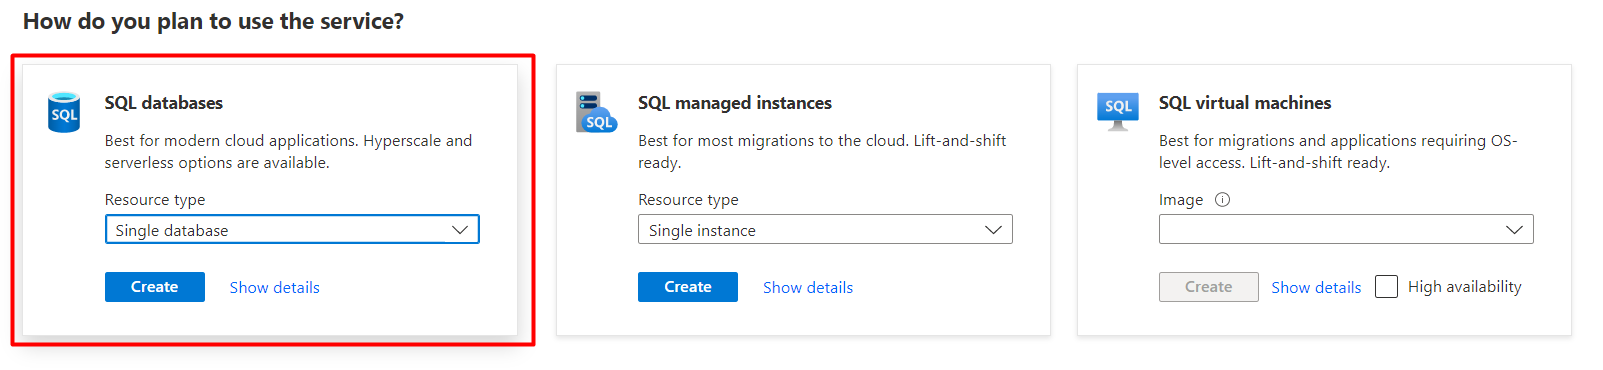 How do you plan to use the service?
SQL
SQL databases
Best for modern cloud applications. Hyperscale and
serverless options are available.
Resource type
Single database
Create
Show details
SQL
SQL managed instances
Best for most migrations to the cloud. Lift-and-shift
ready.
Resource type
Single instance
Create
Show details
SQL
SQL virtual machines
Best for migrations and applications requiring OS-
level access. Lift-and-shift ready.
Image
Create
Show details
High availability